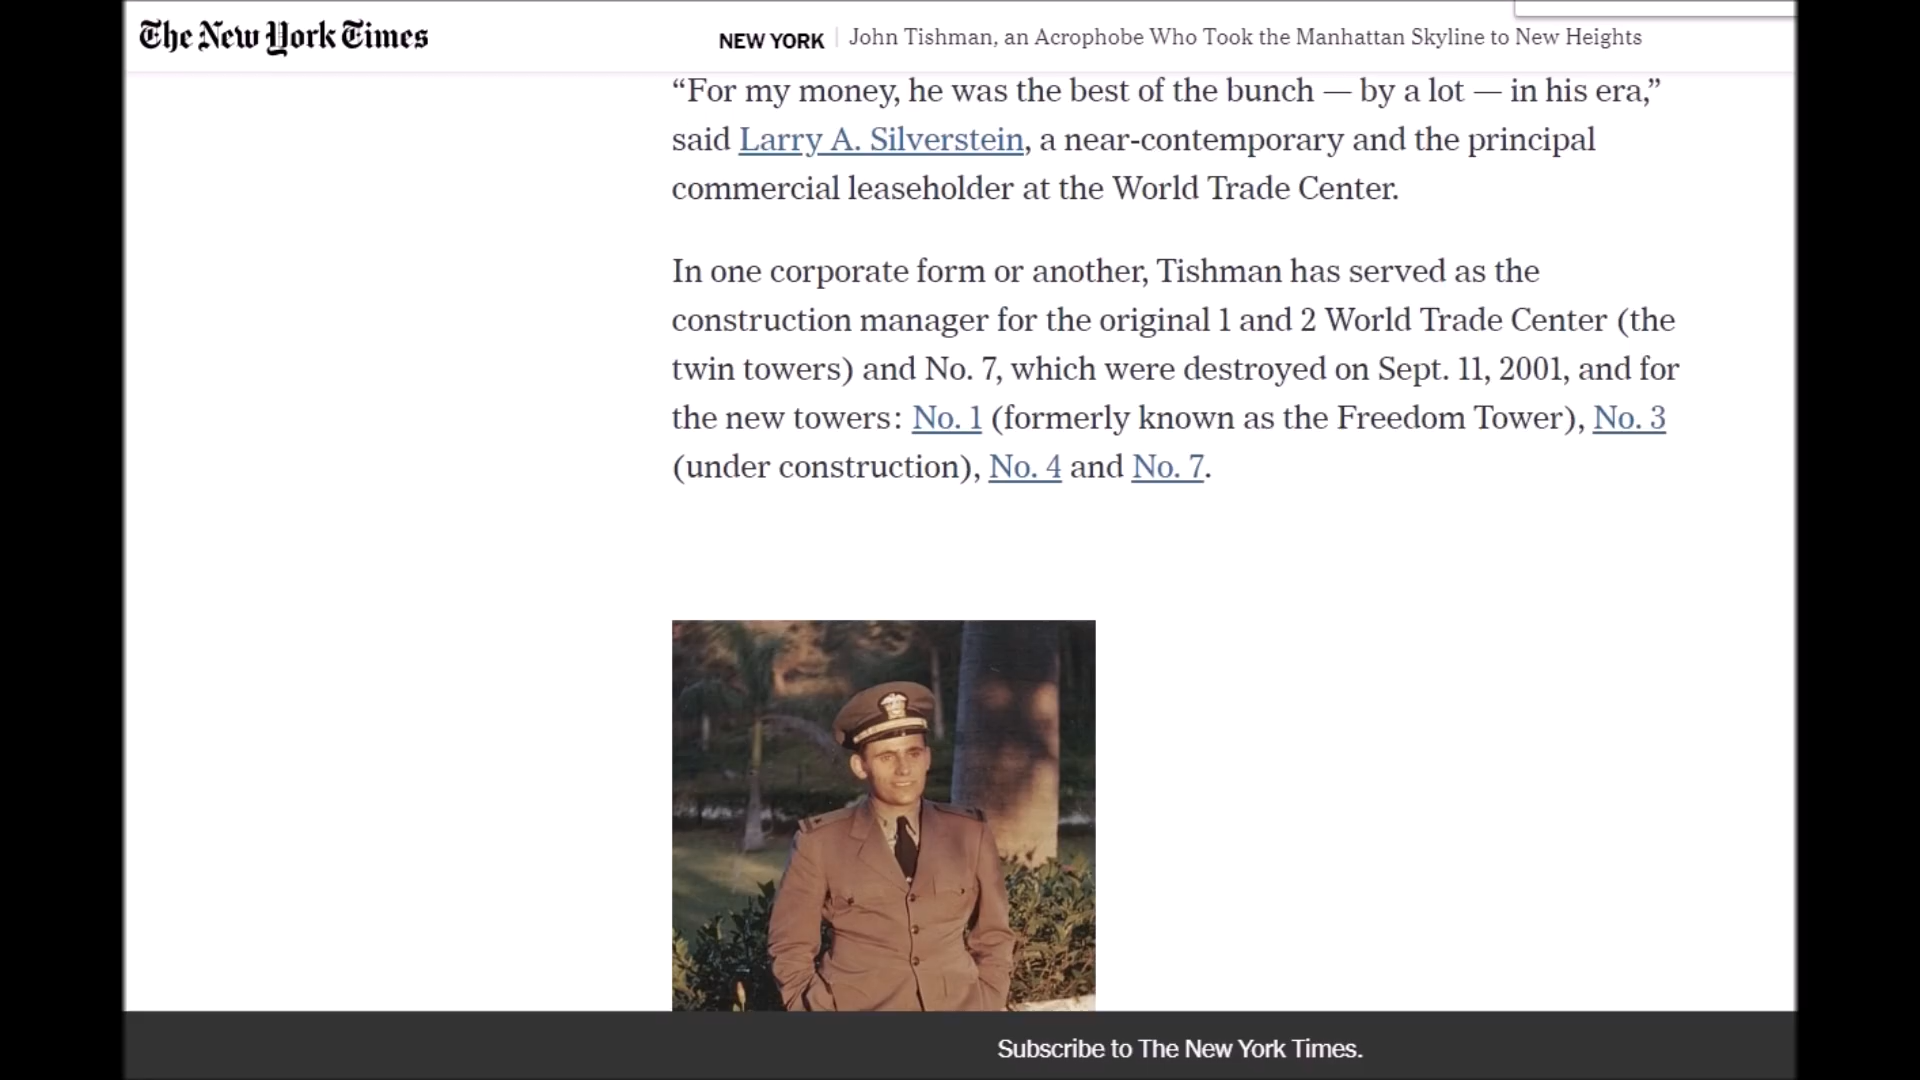 The New York Times
NEW YORK | John Tishman, an Acrophobe Who Took the Manhattan Skyline to New Heights
“For my money, he was the best of the bunch — by a lot — in his era,”
said Larry A. Silverstein, a near-contemporary and the principal
commercial leaseholder at the World Trade Center.
In one corporate form or another, Tishman has served as the
construction manager for the original 1 and 2 World Trade Center (the
twin towers) and No. 7, which were destroyed on Sept. 11, 2001, and for
the new towers: No. 1 (formerly known as the Freedom Tower), No. 3
(under construction), No. 4 and No. 7.
Subscribe to The New York Times.